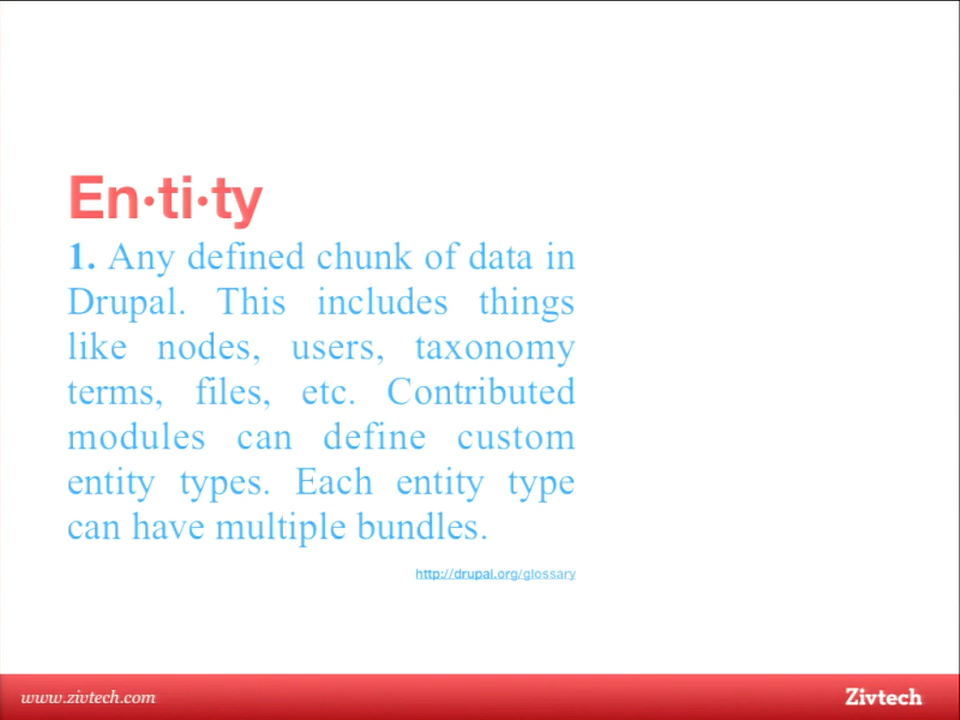 En·ti·ty
1. Any defined chunk of data in
Drupal. This includes things
like nodes, users, taxonomy
terms, files, etc. Contributed
modules can define custom
entity types. Each entity type
can have multiple bundles.
http://drupal.org/glossary
www.zivtech.com
Zivtech